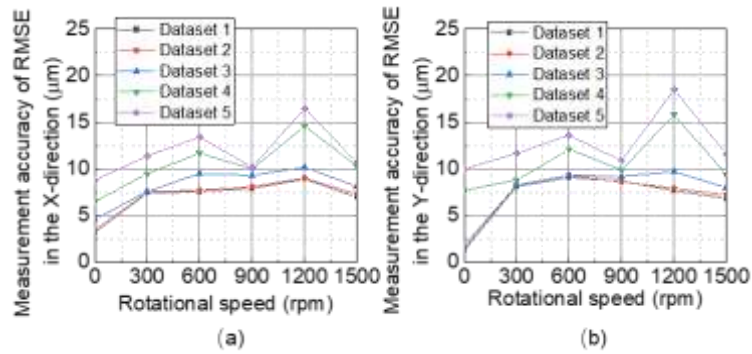 Measurement accuracy of RMSE
in the X-direction (μm)
25
20
15
10
5
0
Dataset 1
Dataset 2
Dataset 3
Dataset 4
Dataset 5
0 300 600 900 1200 1500
Rotational speed (rpm)
(a)
Measurement accuracy of RMSE
in the Y-direction (μm)
25
20
15
10
5
0
Dataset 1
Dataset 2
Dataset 3
Dataset 4
Dataset 5
0 300 600 900 1200 1500
Rotational speed (rpm)
(b)